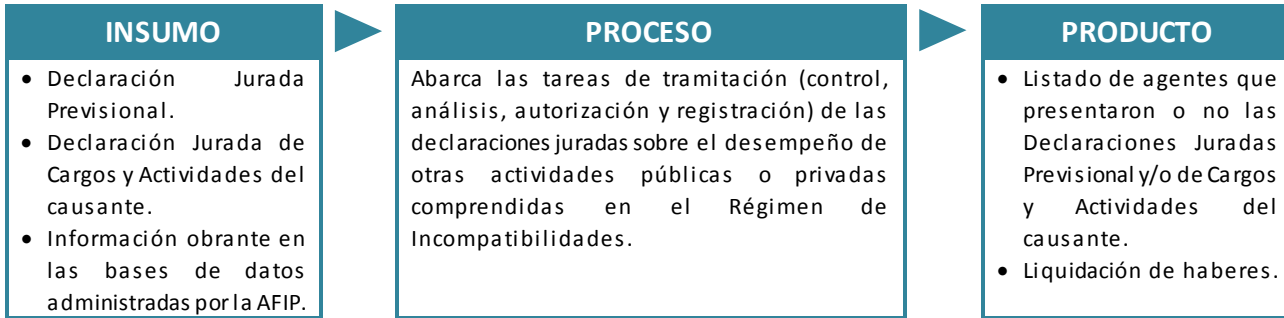 INSUMO
• Declaración Jurada
Previsional.
• Declaración Jurada de
Cargos y Actividades del
causante.
• Información obrante en
las bases de datos
administradas por la AFIP.
PROCESO
Abarca las tareas de tramitación (control,
análisis, autorización y registración) de las
declaraciones juradas sobre el desempeño de
otras actividades públicas o privadas
comprendidas en el Régimen de
Incompatibilidades.
PRODUCTO
• Listado de agentes que
presentaron o no las
Declaraciones Juradas
Previsional y/o de Cargos
y Actividades del
causante.
• Liquidación de haberes.